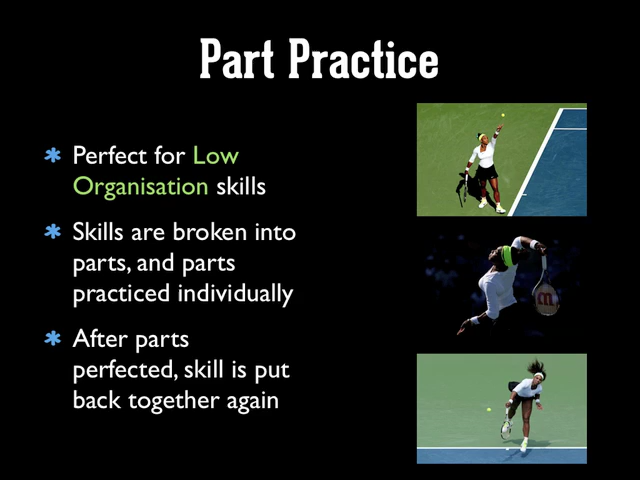 Part Practice
Perfect for Low
Organisation skills
Skills are broken into
parts, and parts
practiced individually
After parts
perfected, skill is put
back together again